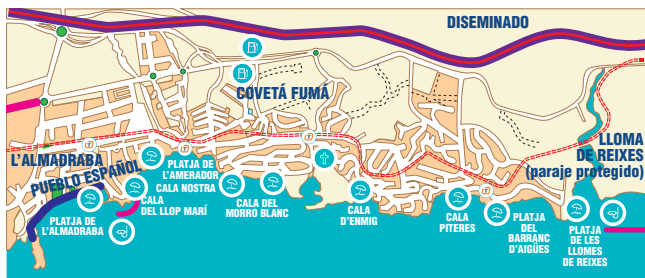 DISEMINADO
COVETÁ FUMÁ
L'ALMADRABA
PUEBLO ESPAÑOL
LLOMA
DE REIXES
(paraje protegido)
PLATJA DE
L'AMERADOR
CALA NOSTRA
CALA
DEL LLOP MARÍ
PLATJA DE
L'ALMADRABA
CALA DEL
MORRO BLANC
CALA
D'ENMIG
CALA
PITERES
PLATJA
DEL
BARRANC
D'AIGÜES
PLATJA
DE LES
LLOMES
DE REIXES